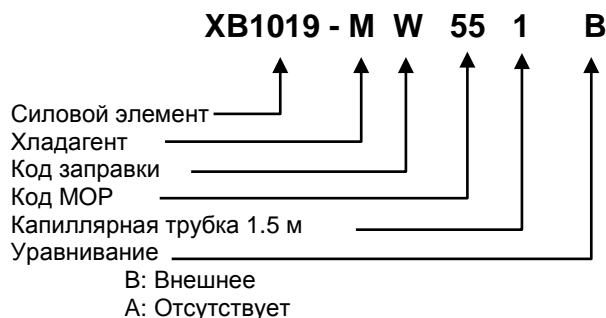 XB1019 - M W 55 1 B
Силовой элемент
Хладагент
Код заправки
Код MOP
Капиллярная трубка 1.5 м
Уравнивание
B: Внешнее
A: Отсутствует